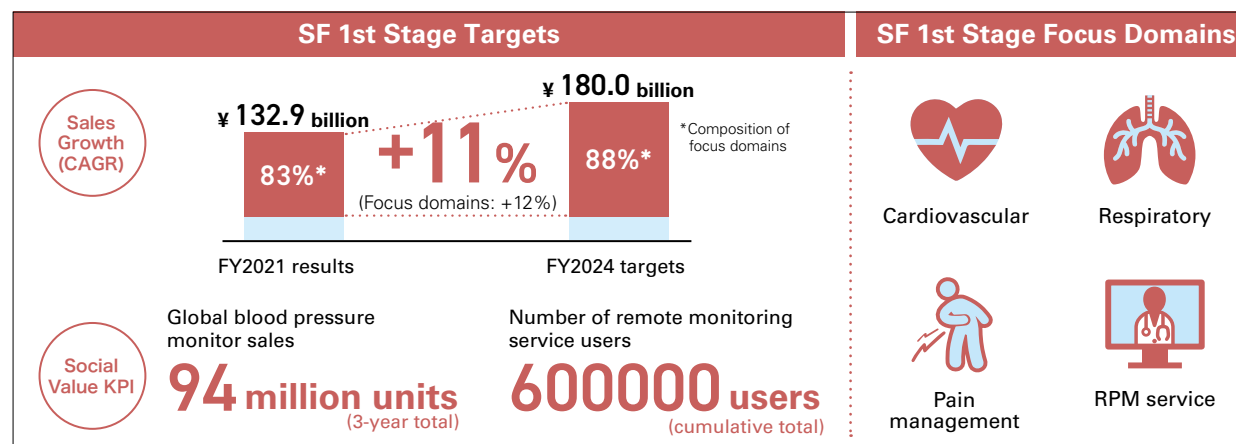 SF 1st Stage Targets
Sales
Growth
(CAGR)
¥ 132.9 billion
83%*
+11%
(Focus domains: +12%)
¥ 180.0 billion
88%*
*Composition of
focus domains
FY2021 results
FY2024 targets
Social
Value KPI
Global blood pressure
monitor sales
94 million units
(3-year total)
Number of remote monitoring
service users
600000 users
(cumulative total)
SF 1st Stage Focus Domains
Cardiovascular
Respiratory
Pain
management
RPM service